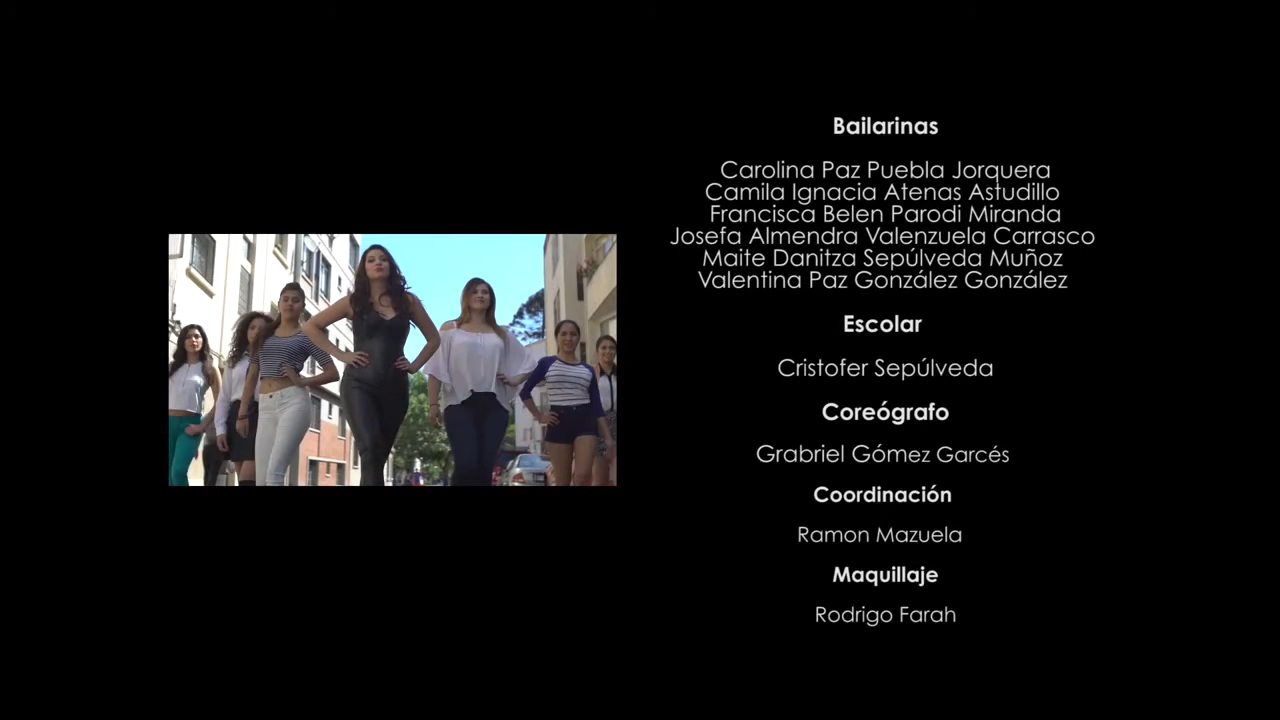 Bailarinas
Carolina Paz Puebla Jorquera
Camila Ignacia Atenas Astudillo
Francisca Belen Parodi Miranda
Josefa Almendra Valenzuela Carrasco
Maite Danitza Sepúlveda Muñoz
Valentina Paz González González
Escolar
Cristofer Sepúlveda
Coreógrafo
Grabriel Gómez Garcés
Coordinación
Ramon Mazuela
Maquillaje
Rodrigo Farah